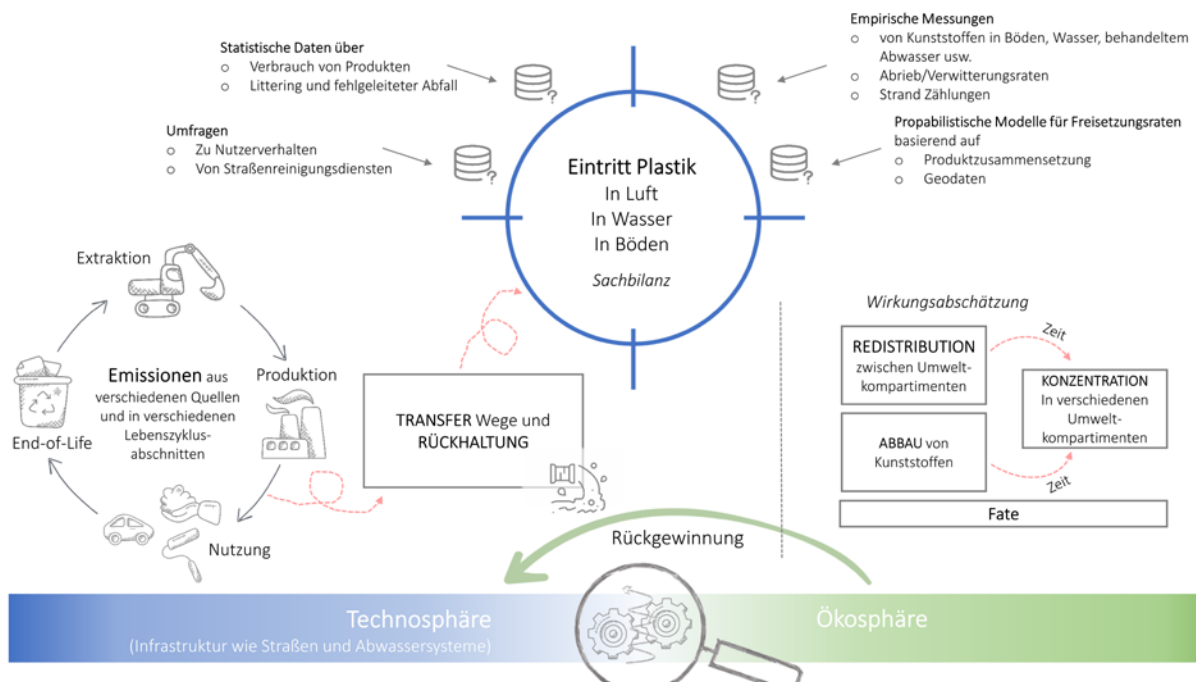 Statistische Daten über
o Verbrauch von Produkten
o Littering und fehlgeleiteter Abfall
Umfragen
o Zu Nutzerverhalten
o Von Straßenreinigungsdiensten
?
?
?
?
Empirische Messungen
o von Kunststoffen in Böden, Wasser, behandeltem
Abwasser usw.
o Abrieb/Verwitterungsraten
o Strand Zählungen
Propabilistische Modelle für Freisetzungsraten
basierend auf
o Produktzusammensetzung
o Geodaten
Eintritt Plastik
In Luft
In Wasser
In Böden
Sachbilanz
Extraktion
Produktion
Nutzung
End-of-Life
Emissionen aus
verschiedenen Quellen
und in verschiedenen
Lebenszyklus-
abschnitten
TRANSFER Wege und
RÜCKHALTUNG
Wirkungsabschätzung
REDISTRIBUTION
zwischen Umwelt-
kompartimenten
Zeit
KONZENTRATION
In verschiedenen
Umwelt-
kompartimenten
ABBAU von
Kunststoffen
Zeit
Fate
Rückgewinnung
Technosphäre
(Infrastruktur wie Straßen und Abwassersysteme)
Ökosphäre